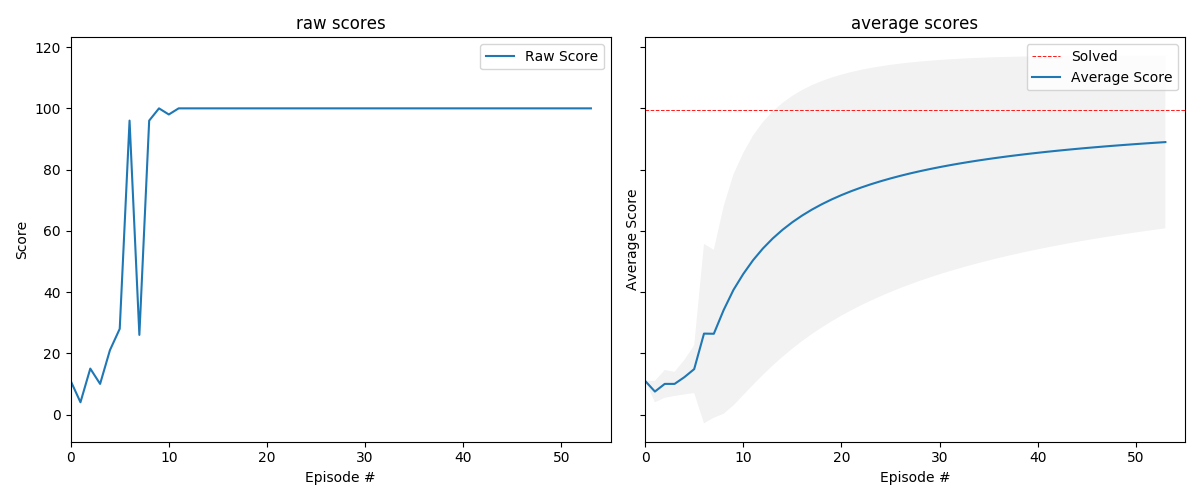 raw scores
Raw Score
120
100
80
60
40
20
0
Score
0 10 20 30 40 50
Episode #
average scores
Solved
Average Score
Average Score
0 10 20 30 40 50
Episode #